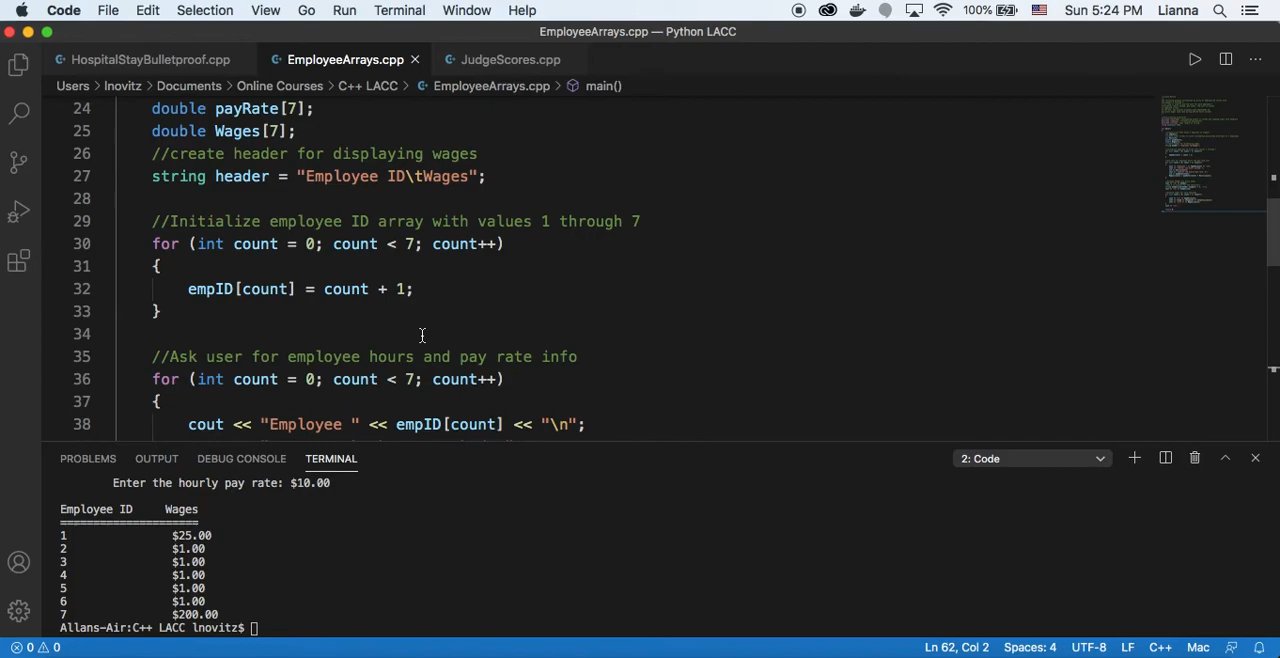 Code File Edit Selection View Go Run Terminal Window Help 100% Sun 5:24 PM Lianna
EmployeeArrays.cpp — Python LACC
HospitalStayBulletproof.cpp EmployeeArrays.cpp JudgeScores.cpp
Users > lnovitz > Documents > Online Courses > C++ LACC > EmployeeArrays.cpp > main()
24 double payRate[7];
25 double Wages[7];
26 //create header for displaying wages
27 string header = "Employee ID\tWages";
28
29 //Initialize employee ID array with values 1 through 7
30 for (int count = 0; count < 7; count++)
31 {
32 empID[count] = count + 1;
33 }
34
35 //Ask user for employee hours and pay rate info
36 for (int count = 0; count < 7; count++)
37 {
38 cout << "Employee " << empID[count] << "\n";
PROBLEMS OUTPUT DEBUG CONSOLE TERMINAL 2: Code
Enter the hourly pay rate: $10.00
Employee ID Wages
=====================
1 $25.00
2 $1.00
3 $1.00
4 $1.00
5 $1.00
6 $1.00
7 $200.00
Allans-Air:C++ LACC lnovitz$
0 0 Ln 62, Col 2 Spaces: 4 UTF-8 LF C++ Mac